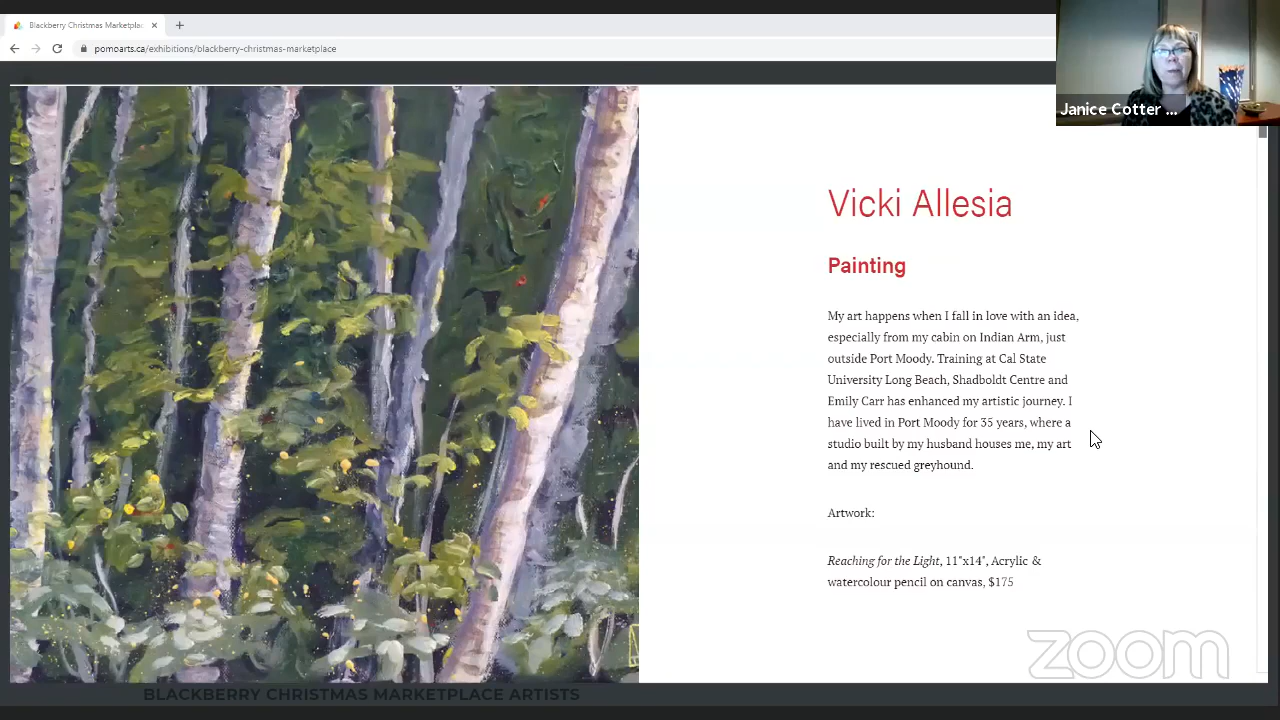 Blackberry Christmas Marketplac
pomoarts.ca/exhibitions/blackberry-christmas-marketplace
Janice Cotter ...
Vicki Allesia
Painting
My art happens when I fall in love with an idea,
especially from my cabin on Indian Arm, just
outside Port Moody. Training at Cal State
University Long Beach, Shadboldt Centre and
Emily Carr has enhanced my artistic journey. I
have lived in Port Moody for 35 years, where a
studio built by my husband houses me, my art
and my rescued greyhound.
Artwork:
Reaching for the Light, 11"x14", Acrylic &
watercolour pencil on canvas, $175
zoom
BLACKBERRY CHRISTMAS MARKETPLACE ARTISTS